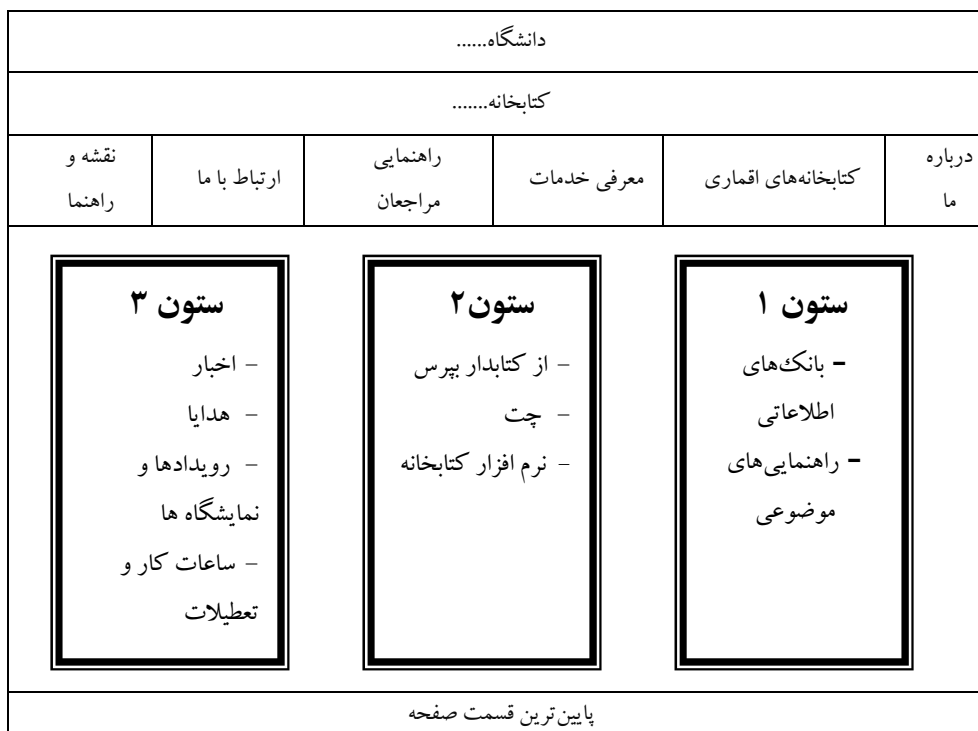 دانشگاه......
کتابخانه.......
درباره
ما
کتابخانه‌های اقماری
معرفی خدمات
راهنمایی
مراجعان
ارتباط با ما
نقشه و
راهنما
ستون ۱
- بانک‌های
اطلاعاتی
- راهنمایی‌های
موضوعی
ستون۲
- از کتابدار بپرس
- چت
- نرم افزار کتابخانه
ستون ۳
- اخبار
- هدایا
- رویدادها و
نمایشگاه ها
- ساعات کار و
تعطیلات
پایین‌ترین قسمت صفحه